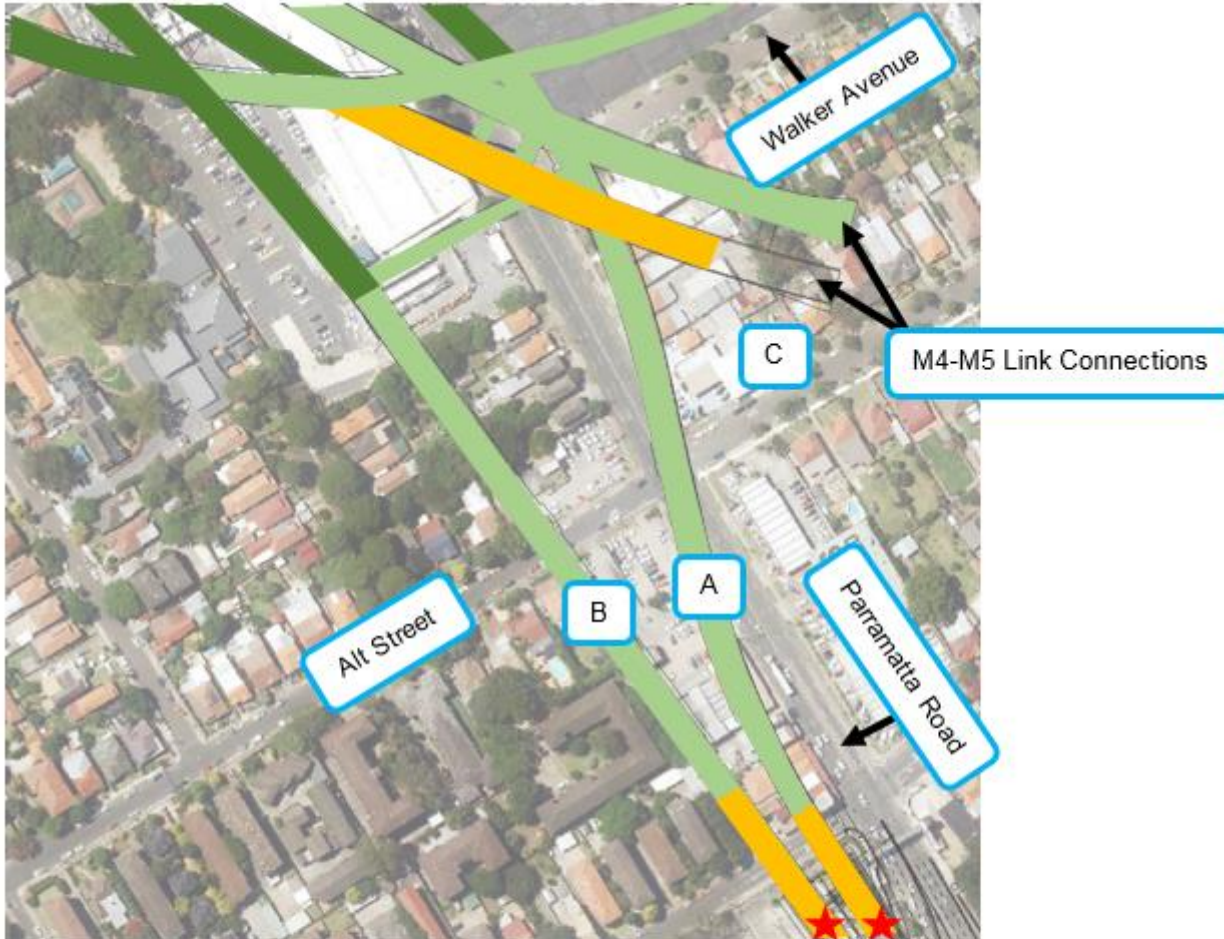 Walker Avenue
C
M4-M5 Link Connections
B
A
Alt Street
Parramatta Road